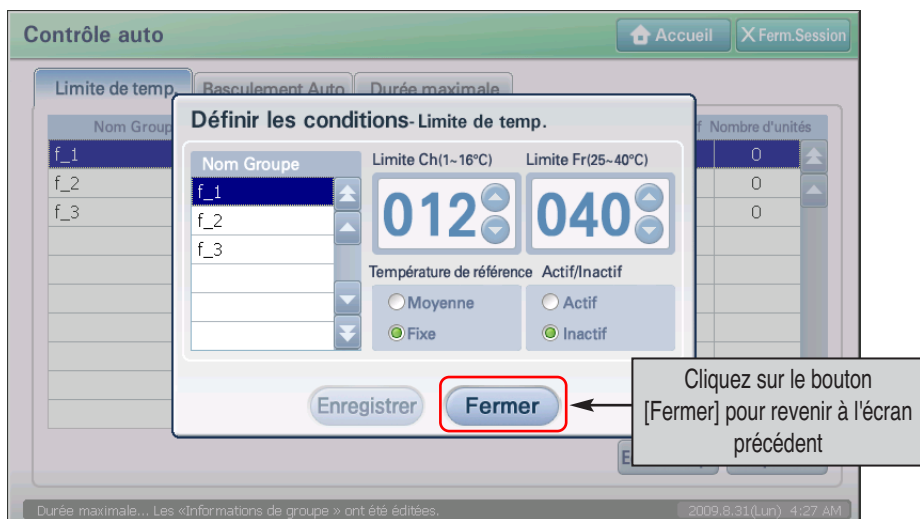 Contrôle auto
Accueil
X Ferm.Session
Limite de temp.
Basculement Auto
Durée maximale
Nom Group
f Nombre d'unités
f_1
0
f_2
0
f_3
0
Définir les conditions- Limite de temp.
Nom Groupe
f_1
f_2
f_3
Limite Ch(1~16°C)
Limite Fr(25~40°C)
012
040
Température de référence
Actif/Inactif
Moyenne
Actif
Fixe
Inactif
Enregistrer
Fermer
Cliquez sur le bouton
[Fermer] pour revenir à l'écran
précédent
Durée maximale... Les «Informations de groupe » ont été éditées.
2009.8.31(Lun) 4:27 AM